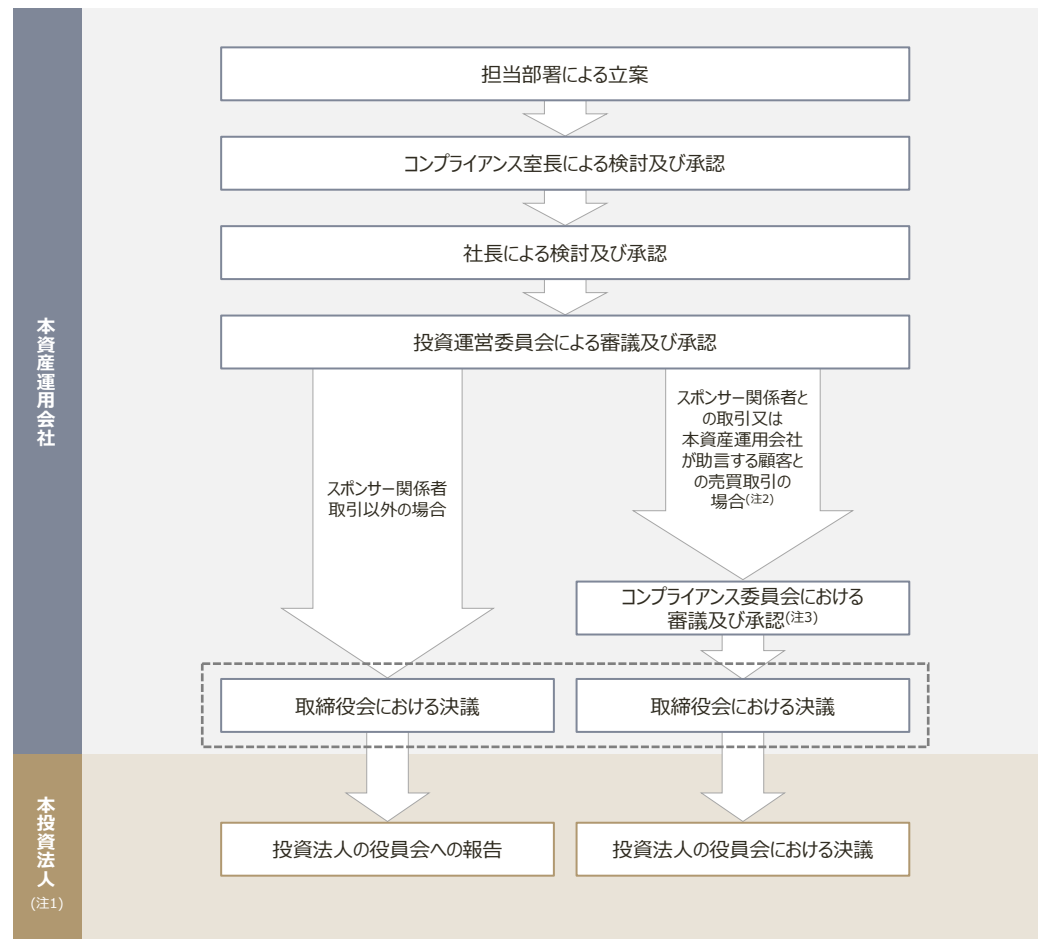 本資産運用会社
担当部署による立案
コンプライアンス室長による検討及び承認
社長による検討及び承認
投資運営委員会による審議及び承認
スポンサー関係者
取引以外の場合
スポンサー関係者と
の取引又は
本資産運用会社
が助言する顧客と
の売買取引の
場合(注2)
コンプライアンス委員会における
審議及び承認(注3)
取締役会における決議
取締役会における決議
本投資法人
(注1)
投資法人の役員会への報告
投資法人の役員会における決議